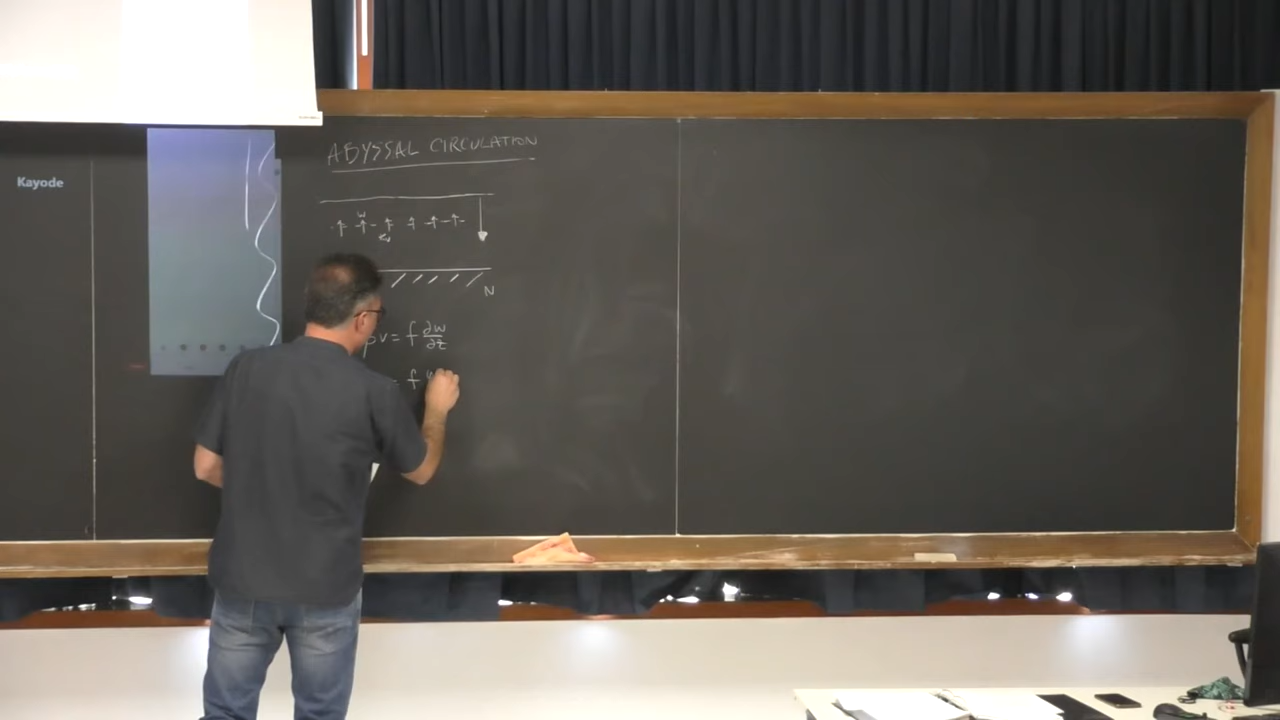 Kayode
ABYSSAL CIRCULATION
w
N
βv = f ∂w/∂z
= f w